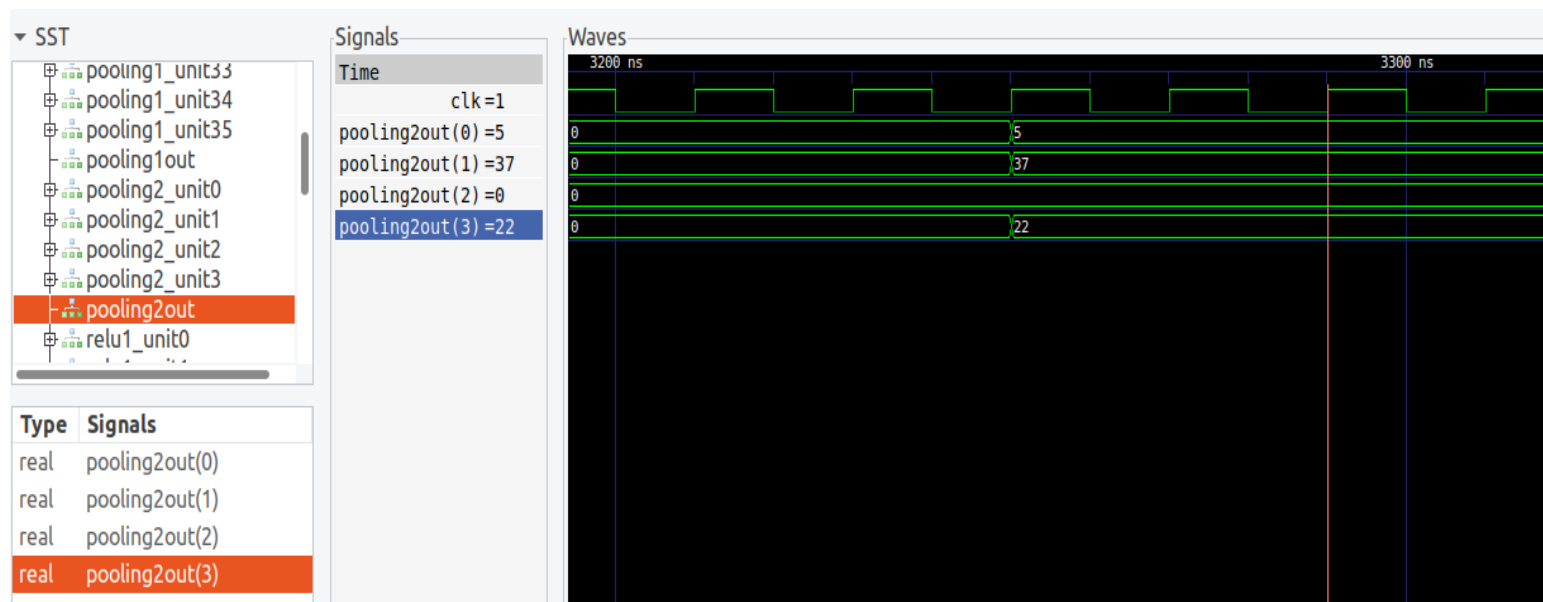 SST
pooling1_unit33
pooling1_unit34
pooling1_unit35
pooling1out
pooling2_unit0
pooling2_unit1
pooling2_unit2
pooling2_unit3
pooling2out
relu1_unit0
Type Signals
real pooling2out(0)
real pooling2out(1)
real pooling2out(2)
real pooling2out(3)
Signals
Time
clk=1
pooling2out(0)=5
pooling2out(1)=37
pooling2out(2)=0
pooling2out(3)=22
Waves
3200 ns 3300 ns
0 5
0 37
0
0 22